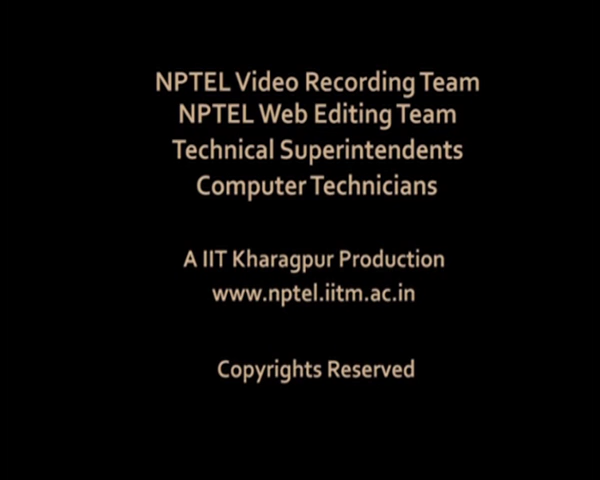 NPTEL Video Recording Team
NPTEL Web Editing Team
Technical Superintendents
Computer Technicians
A IIT Kharagpur Production
www.nptel.iitm.ac.in
Copyrights Reserved